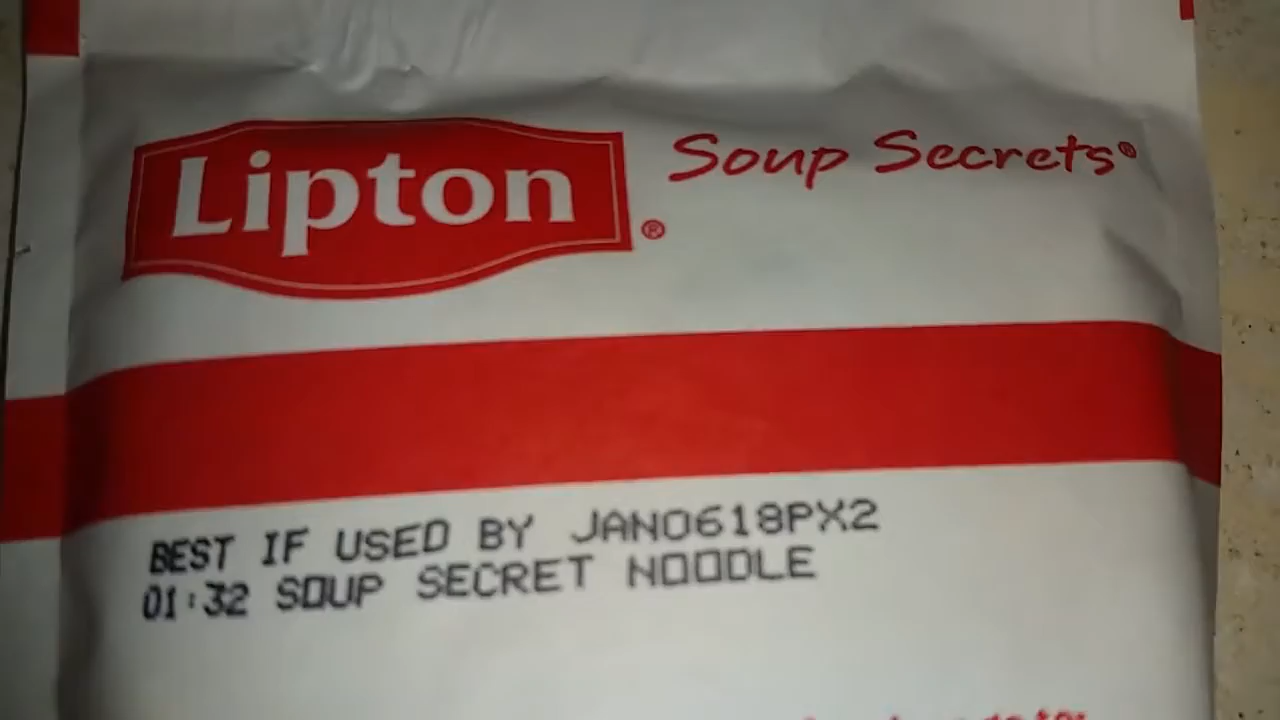 Lipton® Soup Secrets®
BEST IF USED BY JAN0618PX2
01:32 SOUP SECRET NOODLE